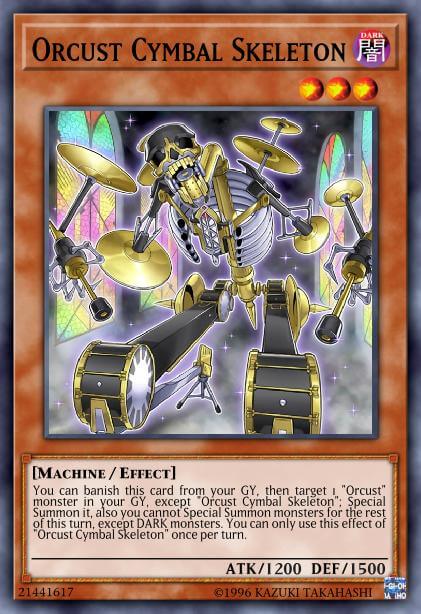 ORCUST CYMBAL SKELETON
DARK
闇
[MACHINE / EFFECT]
You can banish this card from your GY, then target 1 "Orcust"
monster in your GY, except "Orcust Cymbal Skeleton"; Special
Summon it, also you cannot Special Summon monsters for the rest
of this turn, except DARK monsters. You can only use this effect of
"Orcust Cymbal Skeleton" once per turn.
ATK/1200 DEF/1500
21441617
©1996 KAZUKI TAKAHASHI